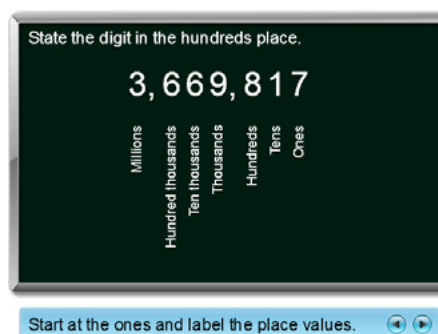 State the digit in the hundreds place.
3,669,817
Millions
Hundred thousands
Ten thousands
Thousands
Hundreds
Tens
Ones
Start at the ones and label the place values.